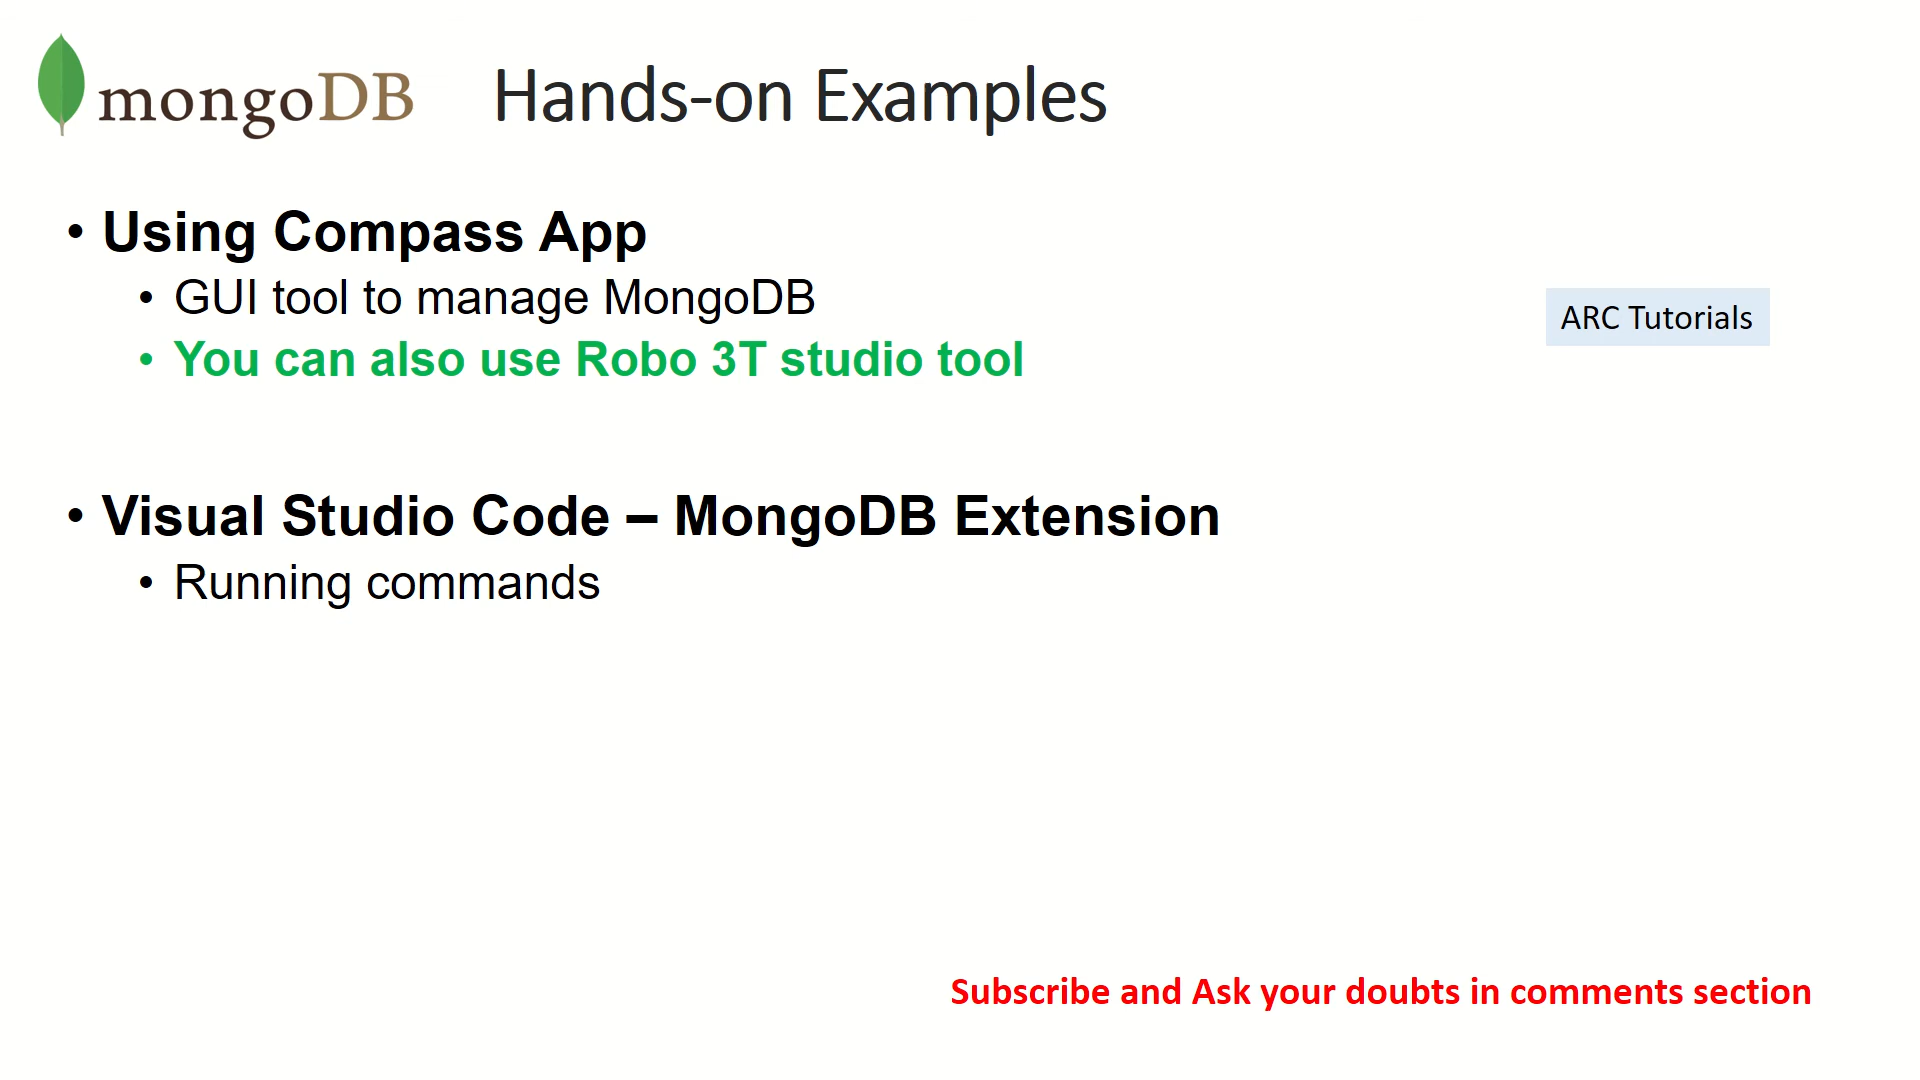 mongoDB
Hands-on Examples
• Using Compass App
• GUI tool to manage MongoDB
• You can also use Robo 3T studio tool
ARC Tutorials
• Visual Studio Code – MongoDB Extension
• Running commands
Subscribe and Ask your doubts in comments section